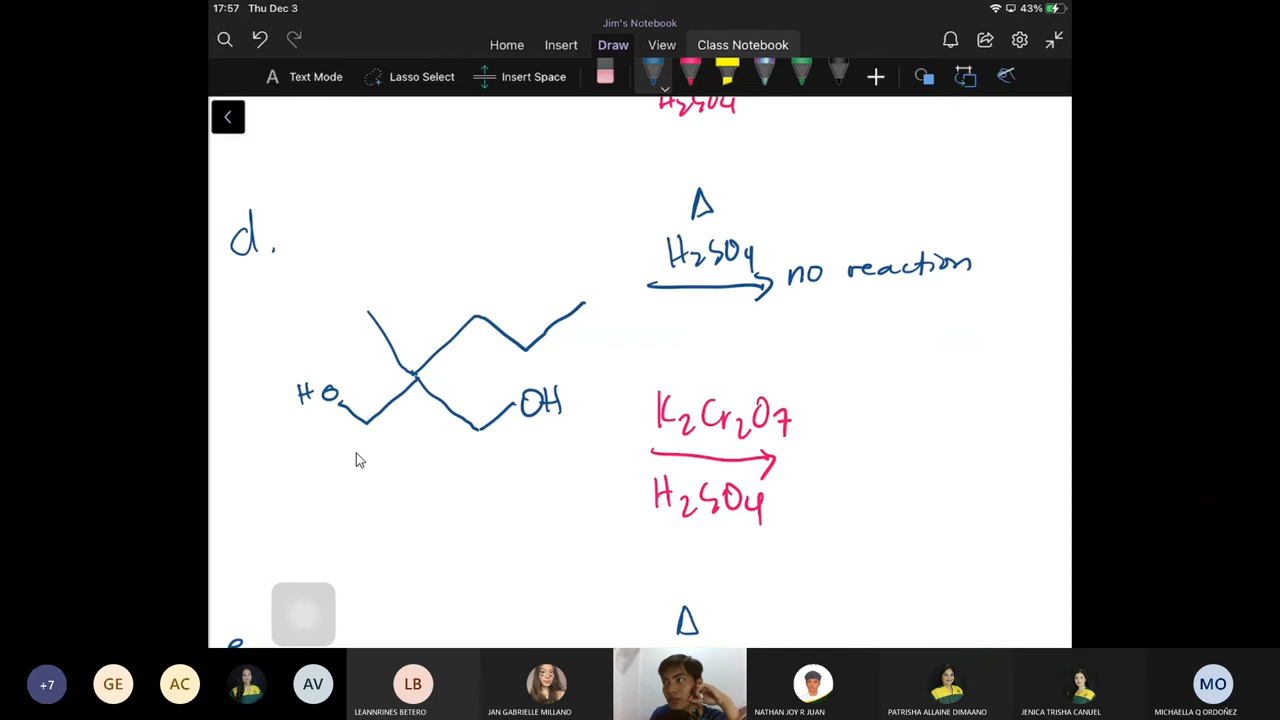 17:57 Thu Dec 3
43%
Jim's Notebook
Home Insert Draw View Class Notebook
A Text Mode Lasso Select Insert Space
H2SO4
Δ
d.
H2SO4
no reaction
HO
OH
K2Cr2O7
H2SO4
Δ
e
+7 GE AC AV LB MO
LEANNRINES BETERO JAN GABRIELLE MILLANO NATHAN JOY R JUAN PATRISHA ALLAINE DIMAANO JENICA TRISHA CANUEL MICHAELLA Q ORDOÑEZ